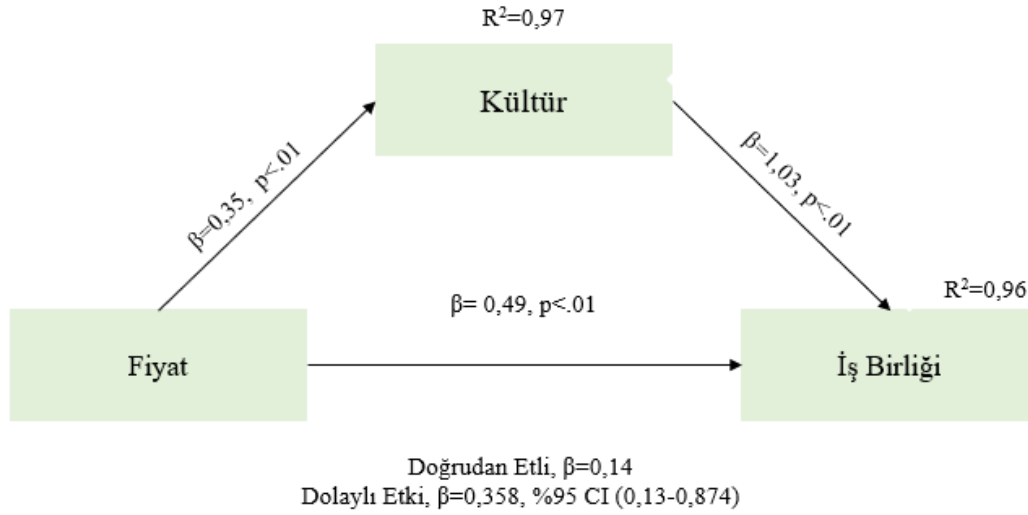 R²=0,97
Kültür
β=0,35, p<.01
β=1,03, p<.01
R²=0,96
β= 0,49, p<.01
Fiyat
İş Birliği
Doğrudan Etli, β=0,14
Dolaylı Etki, β=0,358, %95 CI (0,13-0,874)